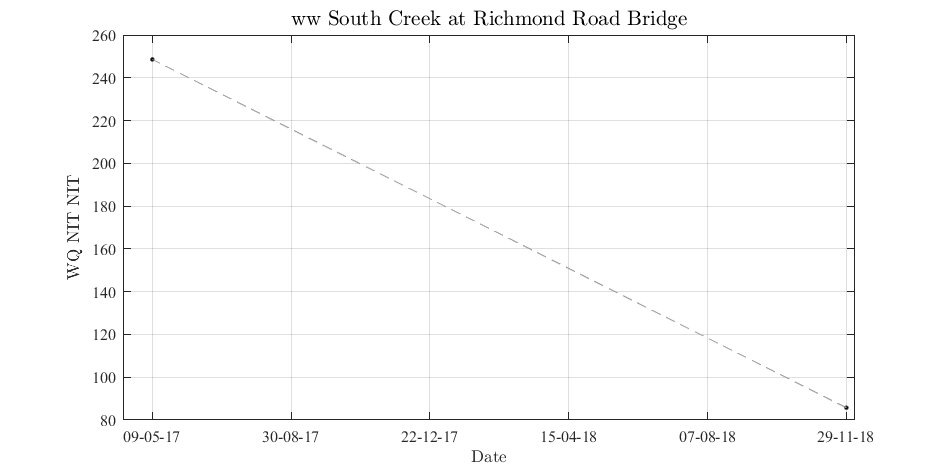 ww South Creek at Richmond Road Bridge
260
240
220
200
180
160
140
120
100
80
WQ NIT NIT
09-05-17 30-08-17 22-12-17 15-04-18 07-08-18 29-11-18
Date